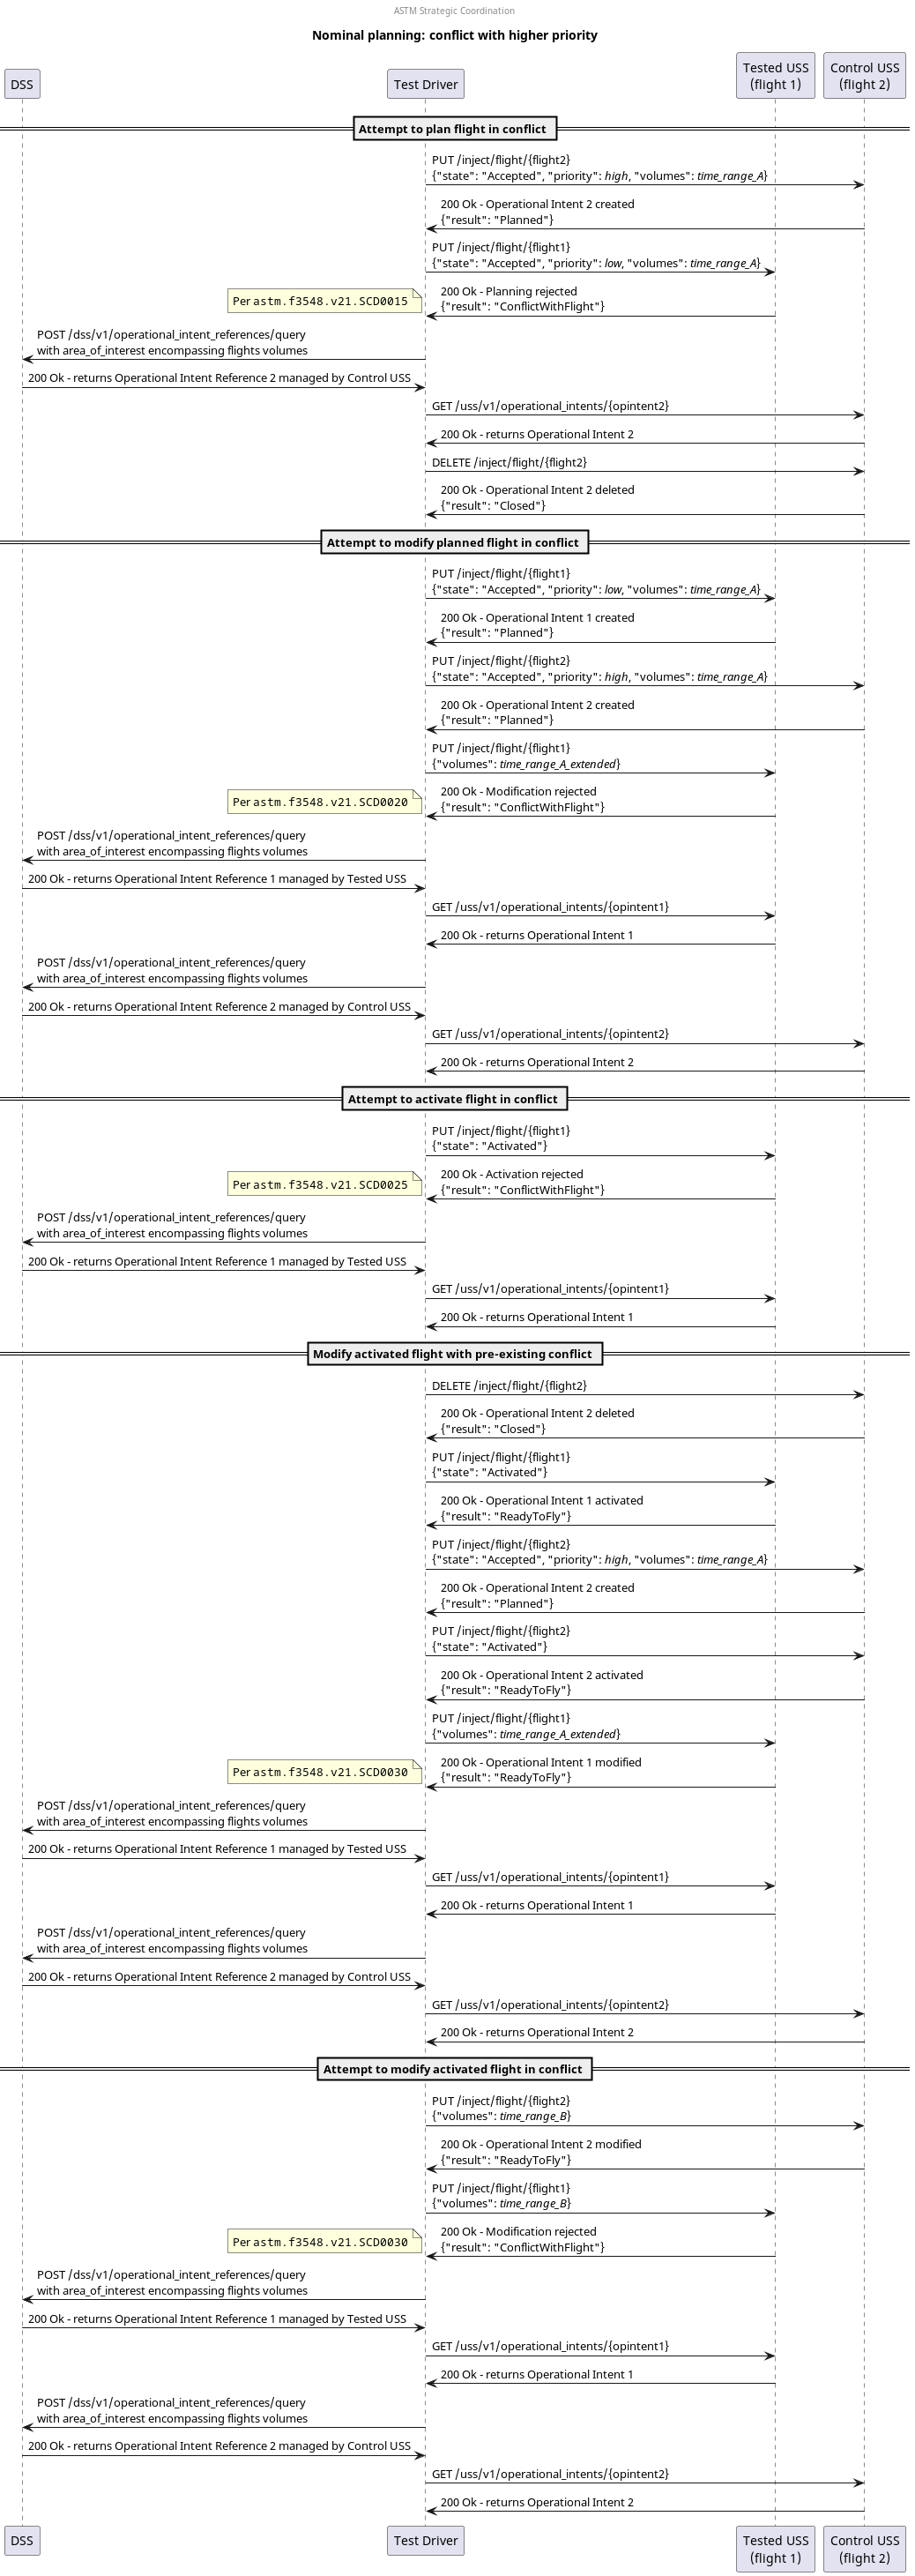 ASTM Strategic Coordination
Nominal planning: conflict with higher priority
DSS
Test Driver
Tested USS
(flight 1)
Control USS
(flight 2)
Attempt to plan flight in conflict
PUT /inject/flight/{flight2}
{"state": "Accepted", "priority": high, "volumes": time_range_A}
200 Ok - Operational Intent 2 created
{"result": "Planned"}
PUT /inject/flight/{flight1}
{"state": "Accepted", "priority": low, "volumes": time_range_A}
Per astm.f3548.v21.SCD0015
200 Ok - Planning rejected
{"result": "ConflictWithFlight"}
POST /dss/v1/operational_intent_references/query
with area_of_interest encompassing flights volumes
200 Ok - returns Operational Intent Reference 2 managed by Control USS
GET /uss/v1/operational_intents/{opintent2}
200 Ok - returns Operational Intent 2
DELETE /inject/flight/{flight2}
200 Ok - Operational Intent 2 deleted
{"result": "Closed"}
Attempt to modify planned flight in conflict
PUT /inject/flight/{flight1}
{"state": "Accepted", "priority": low, "volumes": time_range_A}
200 Ok - Operational Intent 1 created
{"result": "Planned"}
PUT /inject/flight/{flight2}
{"state": "Accepted", "priority": high, "volumes": time_range_A}
200 Ok - Operational Intent 2 created
{"result": "Planned"}
PUT /inject/flight/{flight1}
{"volumes": time_range_A_extended}
Per astm.f3548.v21.SCD0020
200 Ok - Modification rejected
{"result": "ConflictWithFlight"}
POST /dss/v1/operational_intent_references/query
with area_of_interest encompassing flights volumes
200 Ok - returns Operational Intent Reference 1 managed by Tested USS
GET /uss/v1/operational_intents/{opintent1}
200 Ok - returns Operational Intent 1
POST /dss/v1/operational_intent_references/query
with area_of_interest encompassing flights volumes
200 Ok - returns Operational Intent Reference 2 managed by Control USS
GET /uss/v1/operational_intents/{opintent2}
200 Ok - returns Operational Intent 2
Attempt to activate flight in conflict
PUT /inject/flight/{flight1}
{"state": "Activated"}
Per astm.f3548.v21.SCD0025
200 Ok - Activation rejected
{"result": "ConflictWithFlight"}
POST /dss/v1/operational_intent_references/query
with area_of_interest encompassing flights volumes
200 Ok - returns Operational Intent Reference 1 managed by Tested USS
GET /uss/v1/operational_intents/{opintent1}
200 Ok - returns Operational Intent 1
Modify activated flight with pre-existing conflict
DELETE /inject/flight/{flight2}
200 Ok - Operational Intent 2 deleted
{"result": "Closed"}
PUT /inject/flight/{flight1}
{"state": "Activated"}
200 Ok - Operational Intent 1 activated
{"result": "ReadyToFly"}
PUT /inject/flight/{flight2}
{"state": "Accepted", "priority": high, "volumes": time_range_A}
200 Ok - Operational Intent 2 created
{"result": "Planned"}
PUT /inject/flight/{flight2}
{"state": "Activated"}
200 Ok - Operational Intent 2 activated
{"result": "ReadyToFly"}
PUT /inject/flight/{flight1}
{"volumes": time_range_A_extended}
Per astm.f3548.v21.SCD0030
200 Ok - Operational Intent 1 modified
{"result": "ReadyToFly"}
POST /dss/v1/operational_intent_references/query
with area_of_interest encompassing flights volumes
200 Ok - returns Operational Intent Reference 1 managed by Tested USS
GET /uss/v1/operational_intents/{opintent1}
200 Ok - returns Operational Intent 1
POST /dss/v1/operational_intent_references/query
with area_of_interest encompassing flights volumes
200 Ok - returns Operational Intent Reference 2 managed by Control USS
GET /uss/v1/operational_intents/{opintent2}
200 Ok - returns Operational Intent 2
Attempt to modify activated flight in conflict
PUT /inject/flight/{flight2}
{"volumes": time_range_B}
200 Ok - Operational Intent 2 modified
{"result": "ReadyToFly"}
PUT /inject/flight/{flight1}
{"volumes": time_range_B}
Per astm.f3548.v21.SCD0030
200 Ok - Modification rejected
{"result": "ConflictWithFlight"}
POST /dss/v1/operational_intent_references/query
with area_of_interest encompassing flights volumes
200 Ok - returns Operational Intent Reference 1 managed by Tested USS
GET /uss/v1/operational_intents/{opintent1}
200 Ok - returns Operational Intent 1
POST /dss/v1/operational_intent_references/query
with area_of_interest encompassing flights volumes
200 Ok - returns Operational Intent Reference 2 managed by Control USS
GET /uss/v1/operational_intents/{opintent2}
200 Ok - returns Operational Intent 2
DSS
Test Driver
Tested USS
(flight 1)
Control USS
(flight 2)